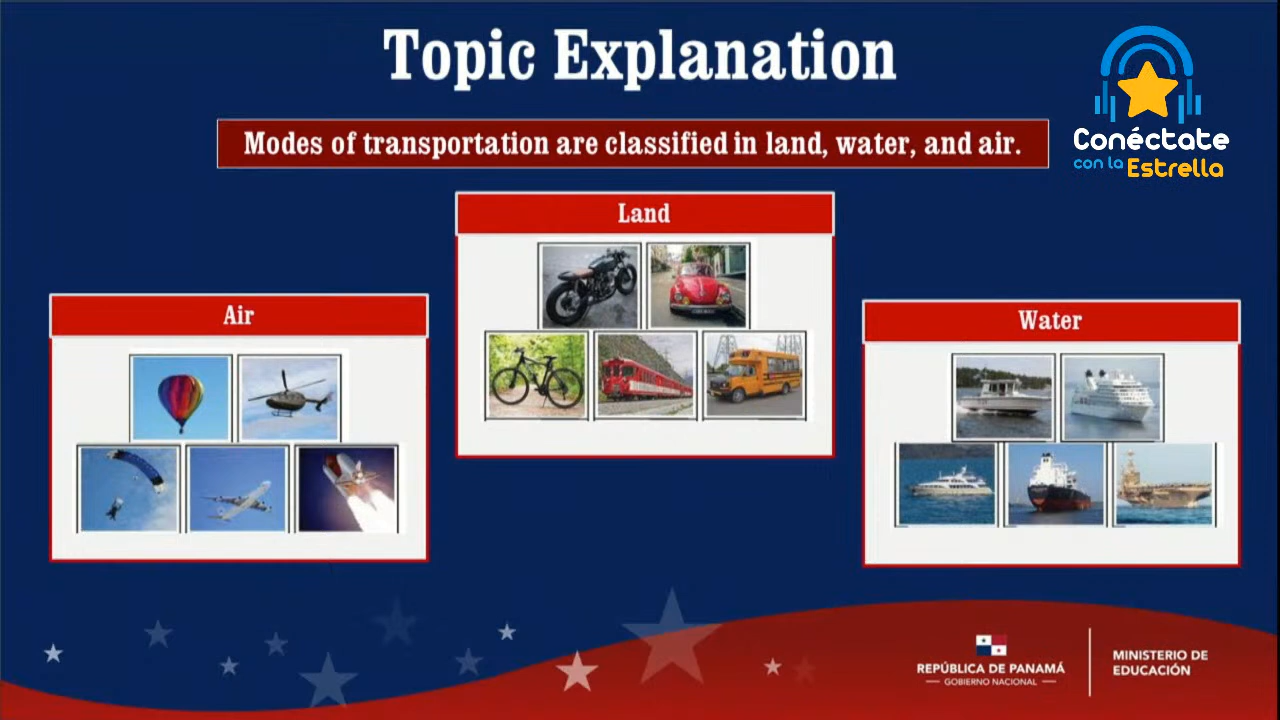 Topic Explanation
Modes of transportation are classified in land, water, and air.
Conéctate
con la Estrella
Land
Air
Water
REPÚBLICA DE PANAMÁ
— GOBIERNO NACIONAL —
MINISTERIO DE
EDUCACIÓN